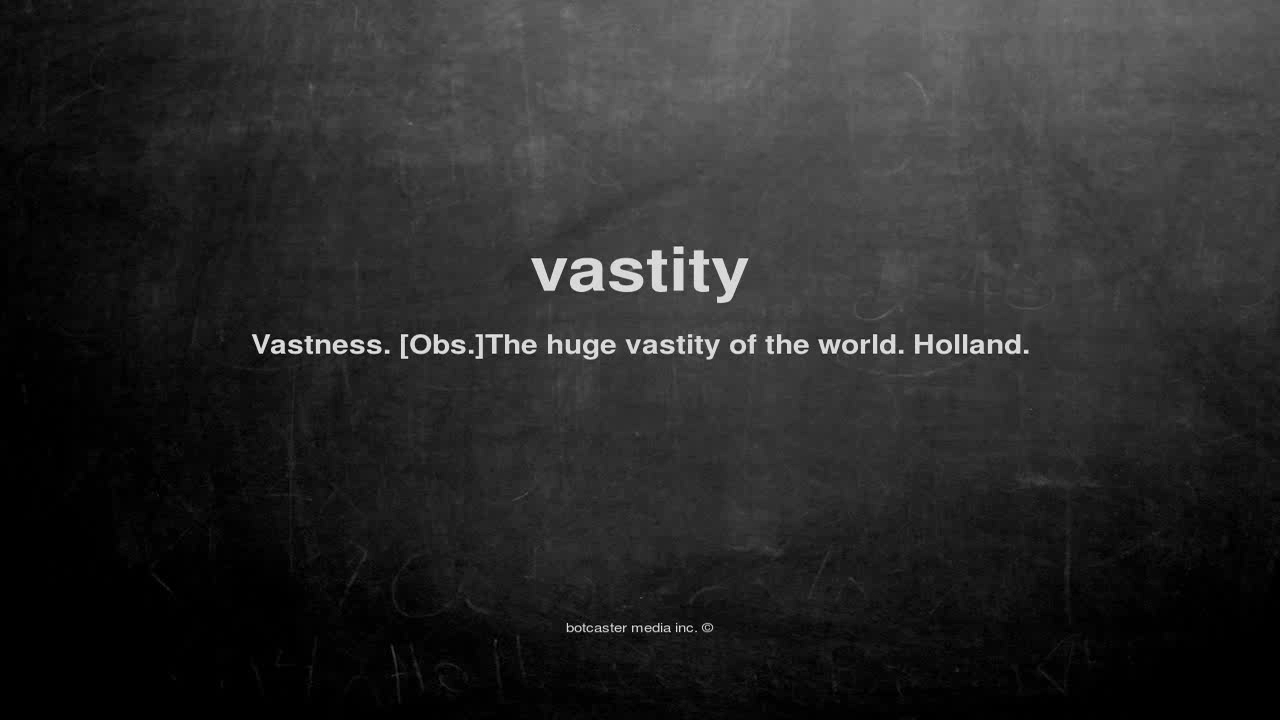 vastity
Vastness. [Obs.]The huge vastity of the world. Holland.
botcaster media inc. ©